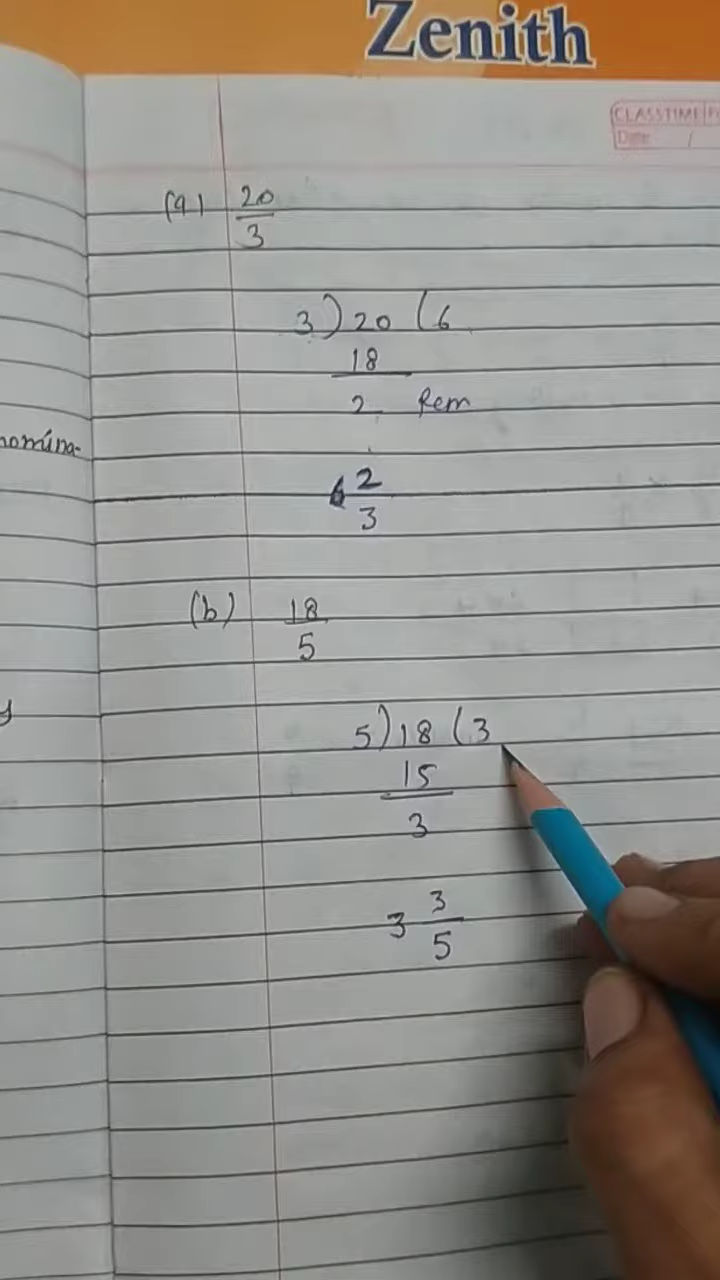 Zenith
CLASSTIME
Date / 
(a) 20
3
3) 20 (6
18
2 Rem
6 2
3
nomina-
(b) 18
5
y
5) 18 (3
15
3
3 3
5